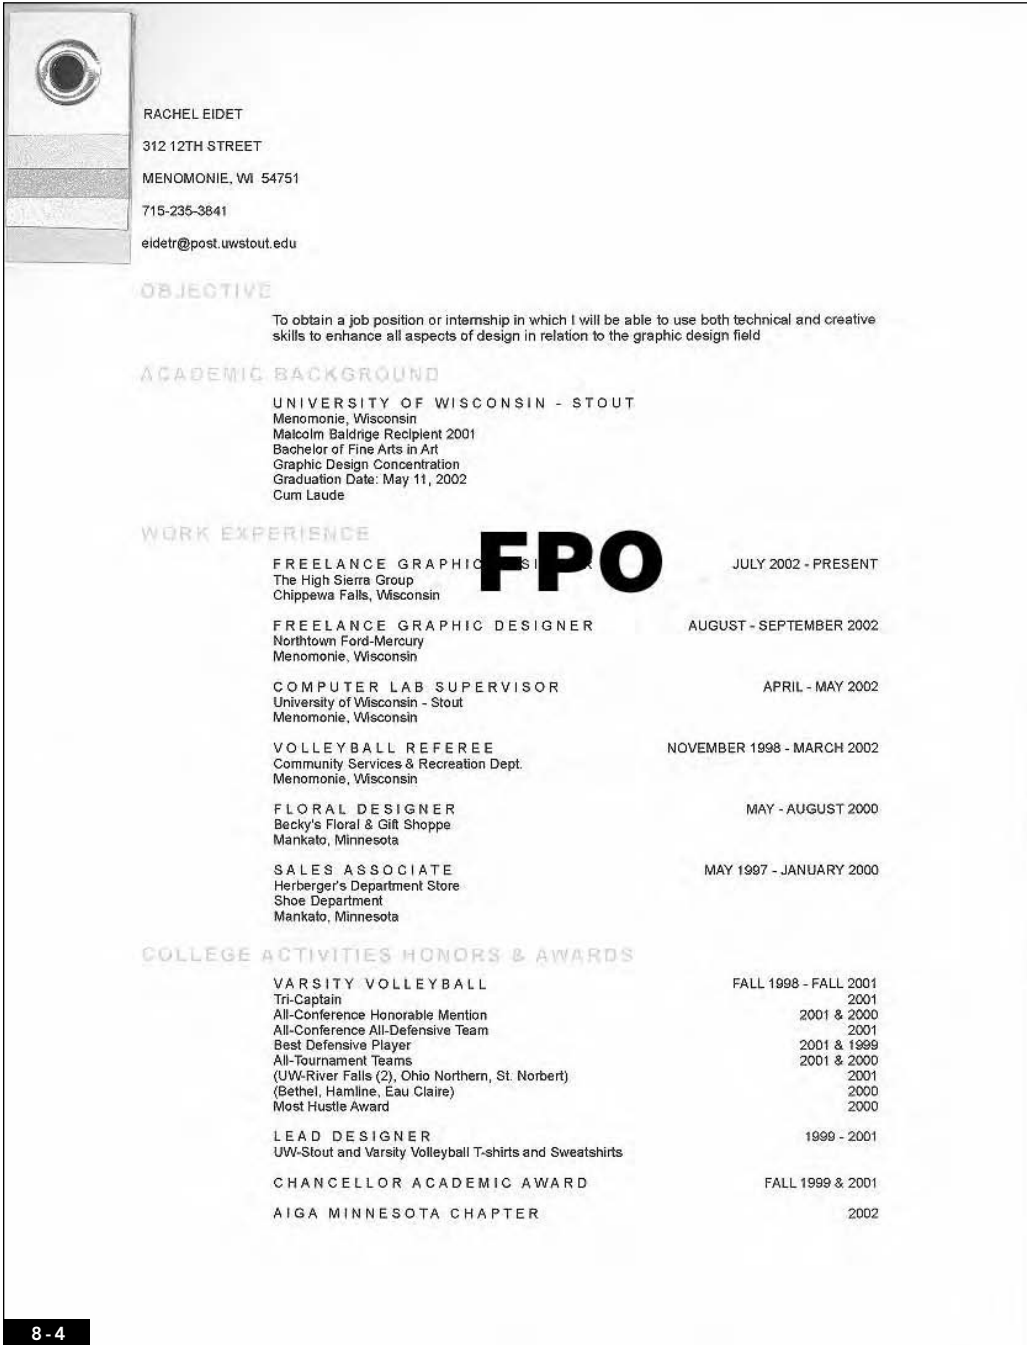 RACHEL EIDET
312 12TH STREET
MENOMONIE, WI 54751
715-235-3841
eidetr@post.uwstout.edu
OBJECTIVE
To obtain a job position or internship in which I will be able to use both technical and creative
skills to enhance all aspects of design in relation to the graphic design field
ACADEMIC BACKGROUND
UNIVERSITY OF WISCONSIN - STOUT
Menomonie, Wisconsin
Malcolm Baldrige Recipient 2001
Bachelor of Fine Arts in Art
Graphic Design Concentration
Graduation Date: May 11, 2002
Cum Laude
WORK EXPERIENCE
FPO
FREELANCE GRAPHIC JULY 2002 - PRESENT
The High Sierra Group
Chippewa Falls, Wisconsin
FREELANCE GRAPHIC DESIGNER AUGUST - SEPTEMBER 2002
Northtown Ford-Mercury
Menomonie, Wisconsin
COMPUTER LAB SUPERVISOR APRIL - MAY 2002
University of Wisconsin - Stout
Menomonie, Wisconsin
VOLLEYBALL REFEREE NOVEMBER 1998 - MARCH 2002
Community Services & Recreation Dept.
Menomonie, Wisconsin
FLORAL DESIGNER MAY - AUGUST 2000
Becky's Floral & Gift Shoppe
Mankato, Minnesota
SALES ASSOCIATE MAY 1997 - JANUARY 2000
Herberger's Department Store
Shoe Department
Mankato, Minnesota
COLLEGE ACTIVITIES HONORS & AWARDS
VARSITY VOLLEYBALL FALL 1998 - FALL 2001
Tri-Captain 2001
All-Conference Honorable Mention 2001 & 2000
All-Conference All-Defensive Team 2001
Best Defensive Player 2001 & 1999
All-Tournament Teams 2001 & 2000
(UW-River Falls (2), Ohio Northern, St. Norbert) 2001
(Bethel, Hamline, Eau Claire) 2000
Most Hustle Award 2000
LEAD DESIGNER 1999 - 2001
UW-Stout and Varsity Volleyball T-shirts and Sweatshirts
CHANCELLOR ACADEMIC AWARD FALL 1999 & 2001
AIGA MINNESOTA CHAPTER 2002
8-4